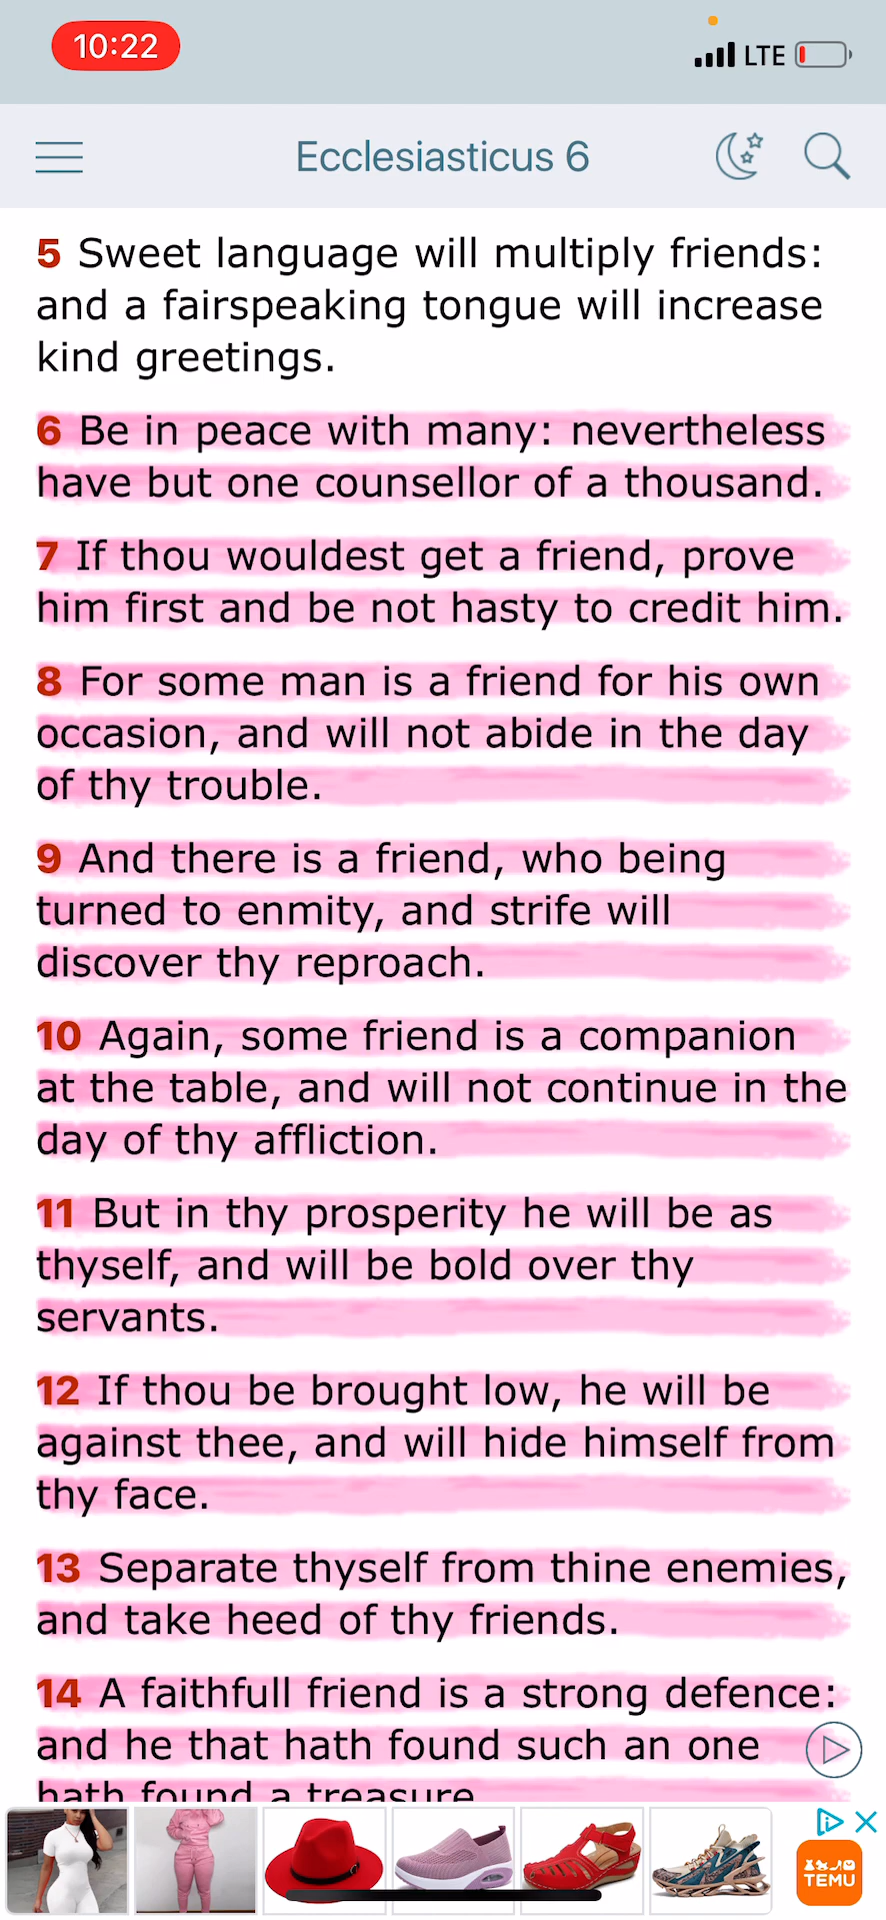 10:22
LTE
Ecclesiasticus 6
5 Sweet language will multiply friends:
and a fairspeaking tongue will increase
kind greetings.
6 Be in peace with many: nevertheless
have but one counsellor of a thousand.
7 If thou wouldest get a friend, prove
him first and be not hasty to credit him.
8 For some man is a friend for his own
occasion, and will not abide in the day
of thy trouble.
9 And there is a friend, who being
turned to enmity, and strife will
discover thy reproach.
10 Again, some friend is a companion
at the table, and will not continue in the
day of thy affliction.
11 But in thy prosperity he will be as
thyself, and will be bold over thy
servants.
12 If thou be brought low, he will be
against thee, and will hide himself from
thy face.
13 Separate thyself from thine enemies,
and take heed of thy friends.
14 A faithfull friend is a strong defence:
and he that hath found such an one
hath found a treasure
TEMU